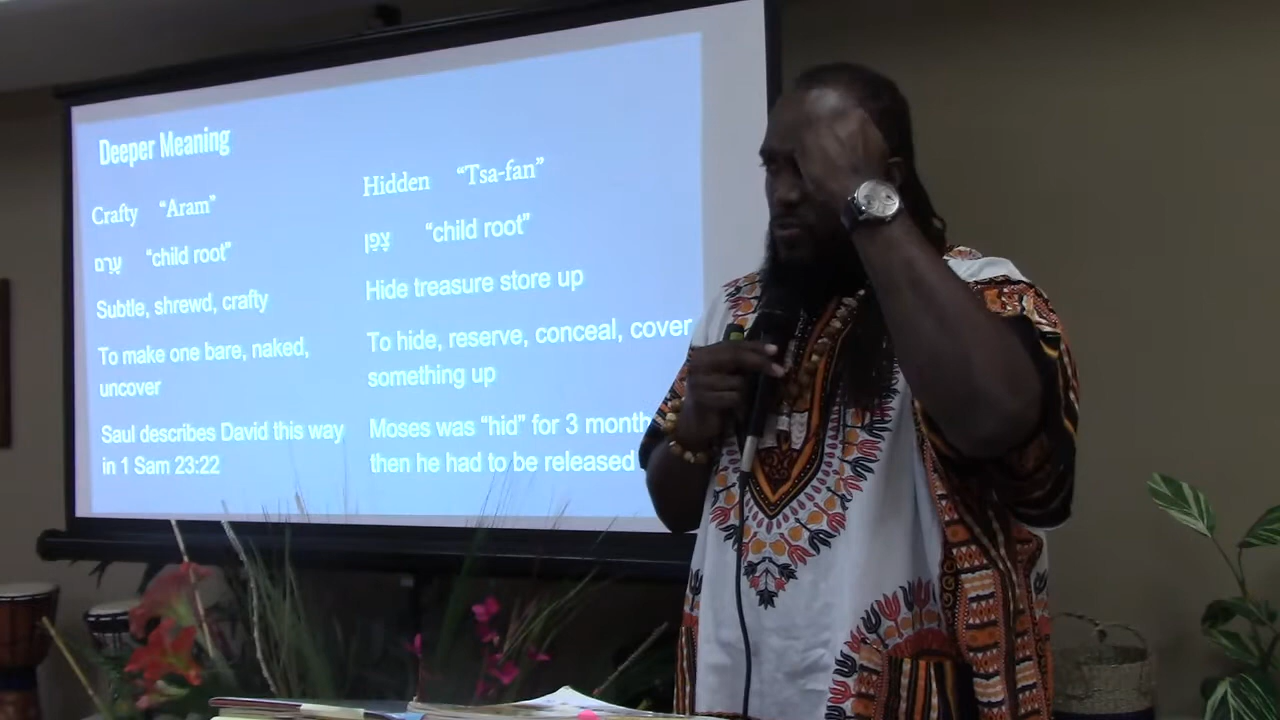 Deeper Meaning
Crafty “Aram”
עָרַם “child root”
Subtle, shrewd, crafty
To make one bare, naked,
uncover
Saul describes David this way
in 1 Sam 23:22
Hidden “Tsa-fan”
צָפַן “child root”
Hide treasure store up
To hide, reserve, conceal, cover
something up
Moses was “hid” for 3 month
then he had to be released